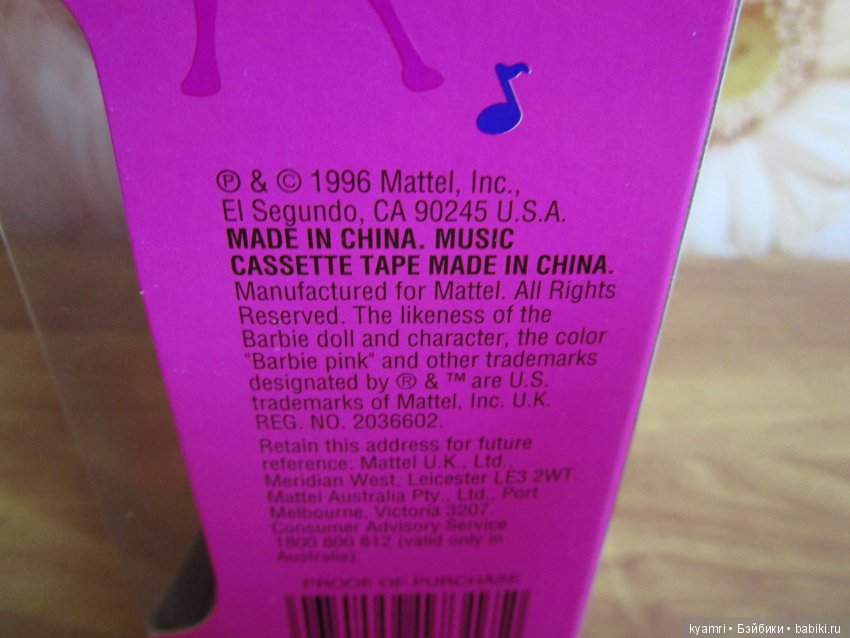 ℗ & © 1996 Mattel, Inc.,
El Segundo, CA 90245 U.S.A.
MADE IN CHINA. MUSIC
CASSETTE TAPE MADE IN CHINA.
Manufactured for Mattel. All Rights
Reserved. The likeness of the
Barbie doll and character, the color
"Barbie pink" and other trademarks
designated by ® & ™ are U.S.
trademarks of Mattel, Inc. U.K.
REG. NO. 2036602.
Retain this address for future
reference: Mattel U.K., Ltd.,
Meridian West, Leicester LE3 2WT.
Mattel Australia Pty., Ltd., Port
Melbourne, Victoria 3207.
Consumer Advisory Service
1800 800 812 (valid only in
Australia).
PROOF OF PURCHASE
kyamri • Бэйбики • babiki.ru